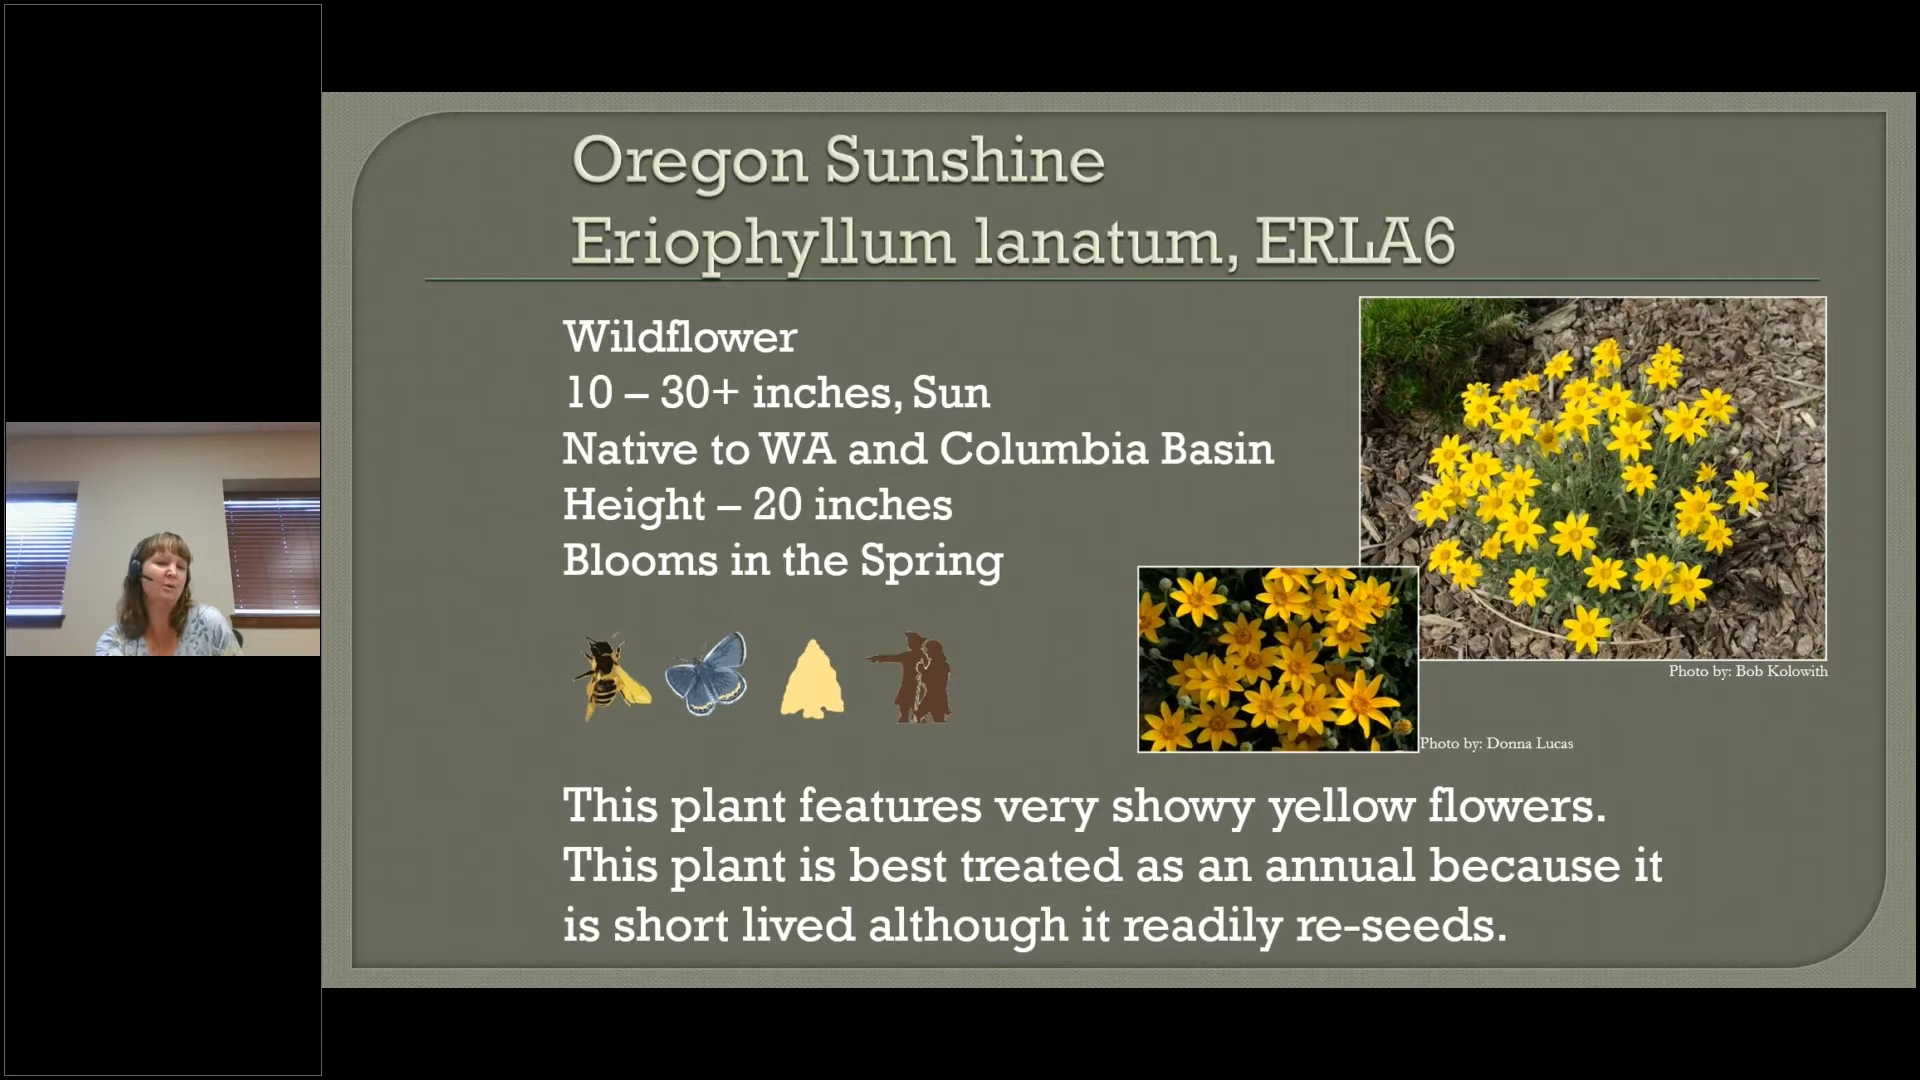 Oregon Sunshine
Eriophyllum lanatum, ERLA6
Wildflower
10 – 30+ inches, Sun
Native to WA and Columbia Basin
Height – 20 inches
Blooms in the Spring
Photo by: Bob Kolowith
Photo by: Donna Lucas
This plant features very showy yellow flowers.
This plant is best treated as an annual because it
is short lived although it readily re-seeds.